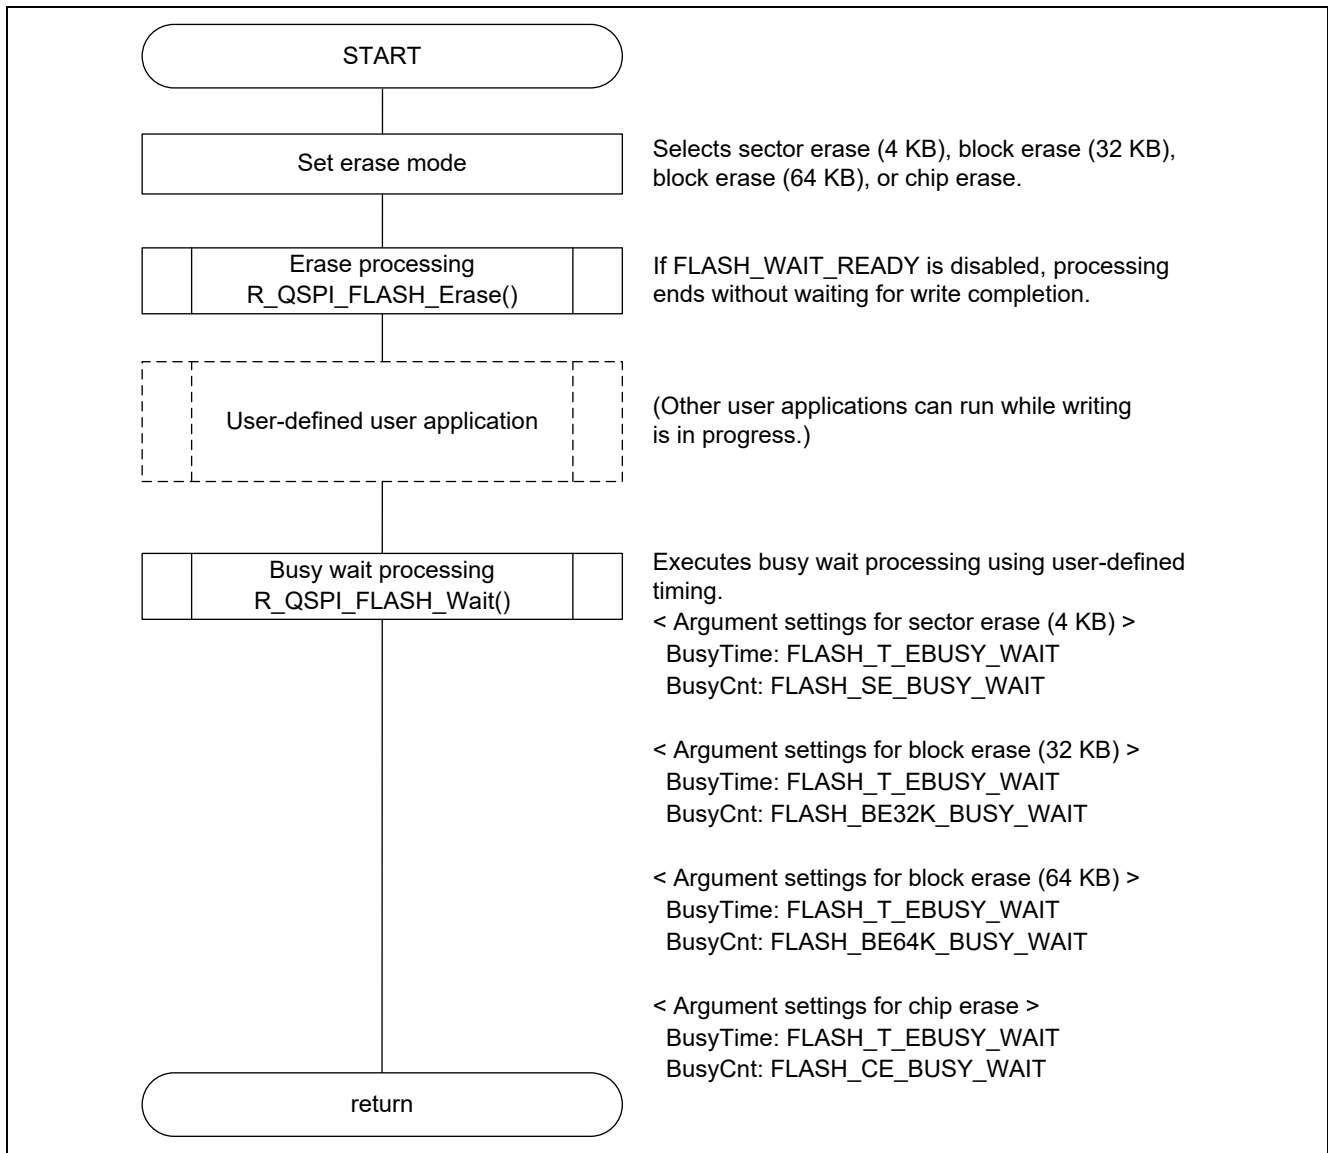 START
Set erase mode
Selects sector erase (4 KB), block erase (32 KB),
block erase (64 KB), or chip erase.
Erase processing
R_QSPI_FLASH_Erase()
If FLASH_WAIT_READY is disabled, processing
ends without waiting for write completion.
User-defined user application
(Other user applications can run while writing
is in progress.)
Busy wait processing
R_QSPI_FLASH_Wait()
Executes busy wait processing using user-defined
timing.
< Argument settings for sector erase (4 KB) >
BusyTime: FLASH_T_EBUSY_WAIT
BusyCnt: FLASH_SE_BUSY_WAIT
< Argument settings for block erase (32 KB) >
BusyTime: FLASH_T_EBUSY_WAIT
BusyCnt: FLASH_BE32K_BUSY_WAIT
< Argument settings for block erase (64 KB) >
BusyTime: FLASH_T_EBUSY_WAIT
BusyCnt: FLASH_BE64K_BUSY_WAIT
< Argument settings for chip erase >
BusyTime: FLASH_T_EBUSY_WAIT
BusyCnt: FLASH_CE_BUSY_WAIT
return